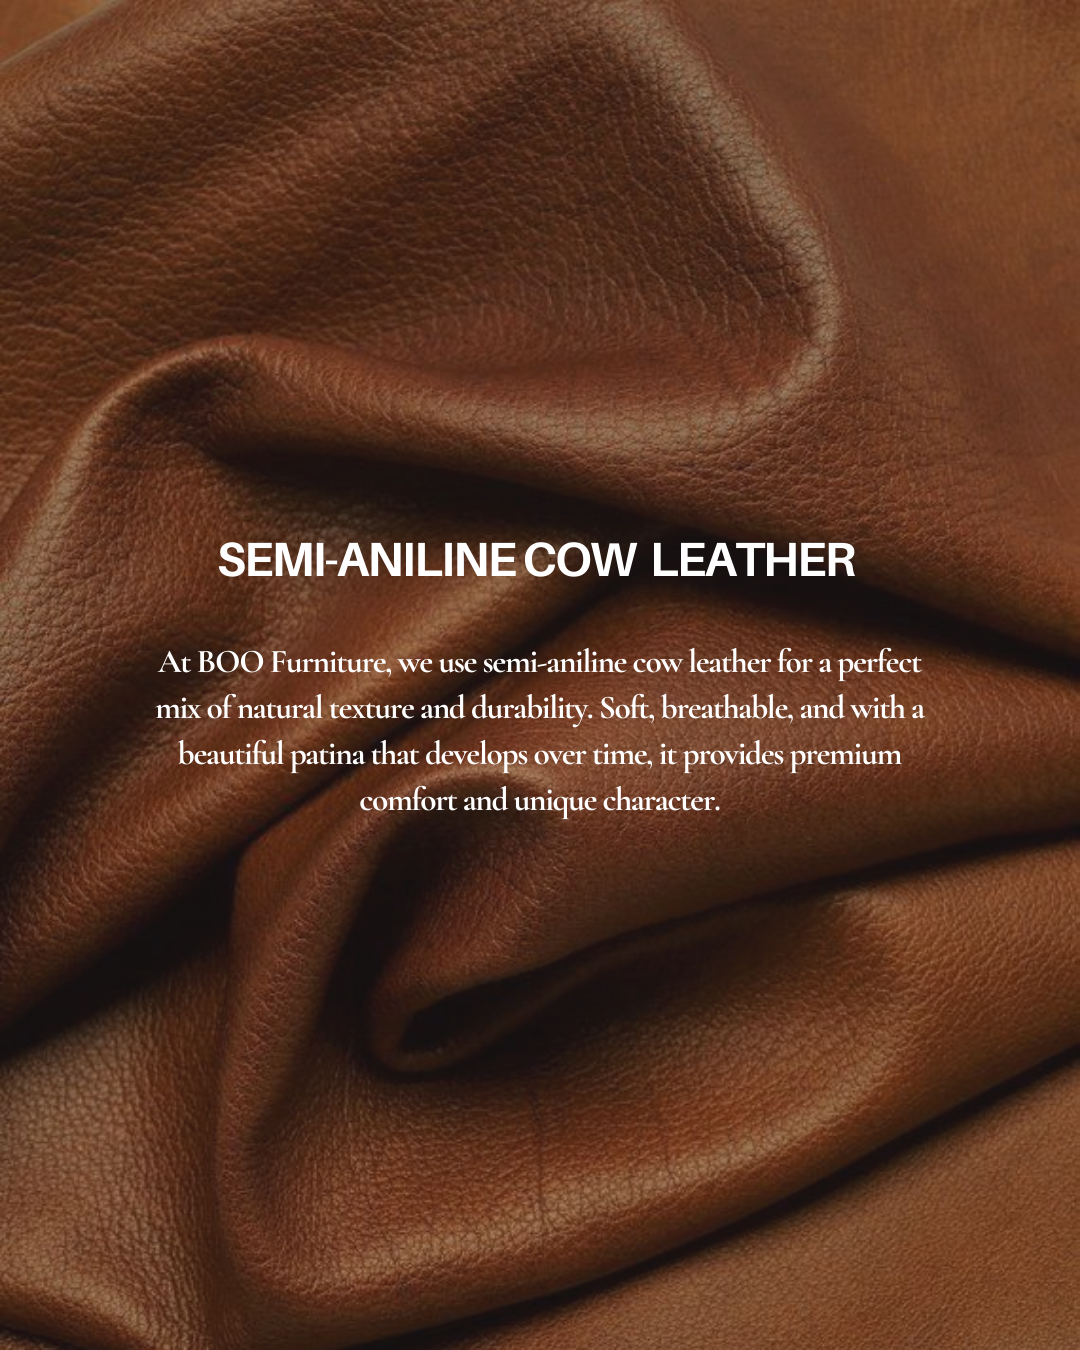 SEMI-ANILINE COW LEATHER
At BOO Furniture, we use semi-aniline cow leather for a perfect
mix of natural texture and durability. Soft, breathable, and with a
beautiful patina that develops over time, it provides premium
comfort and unique character.